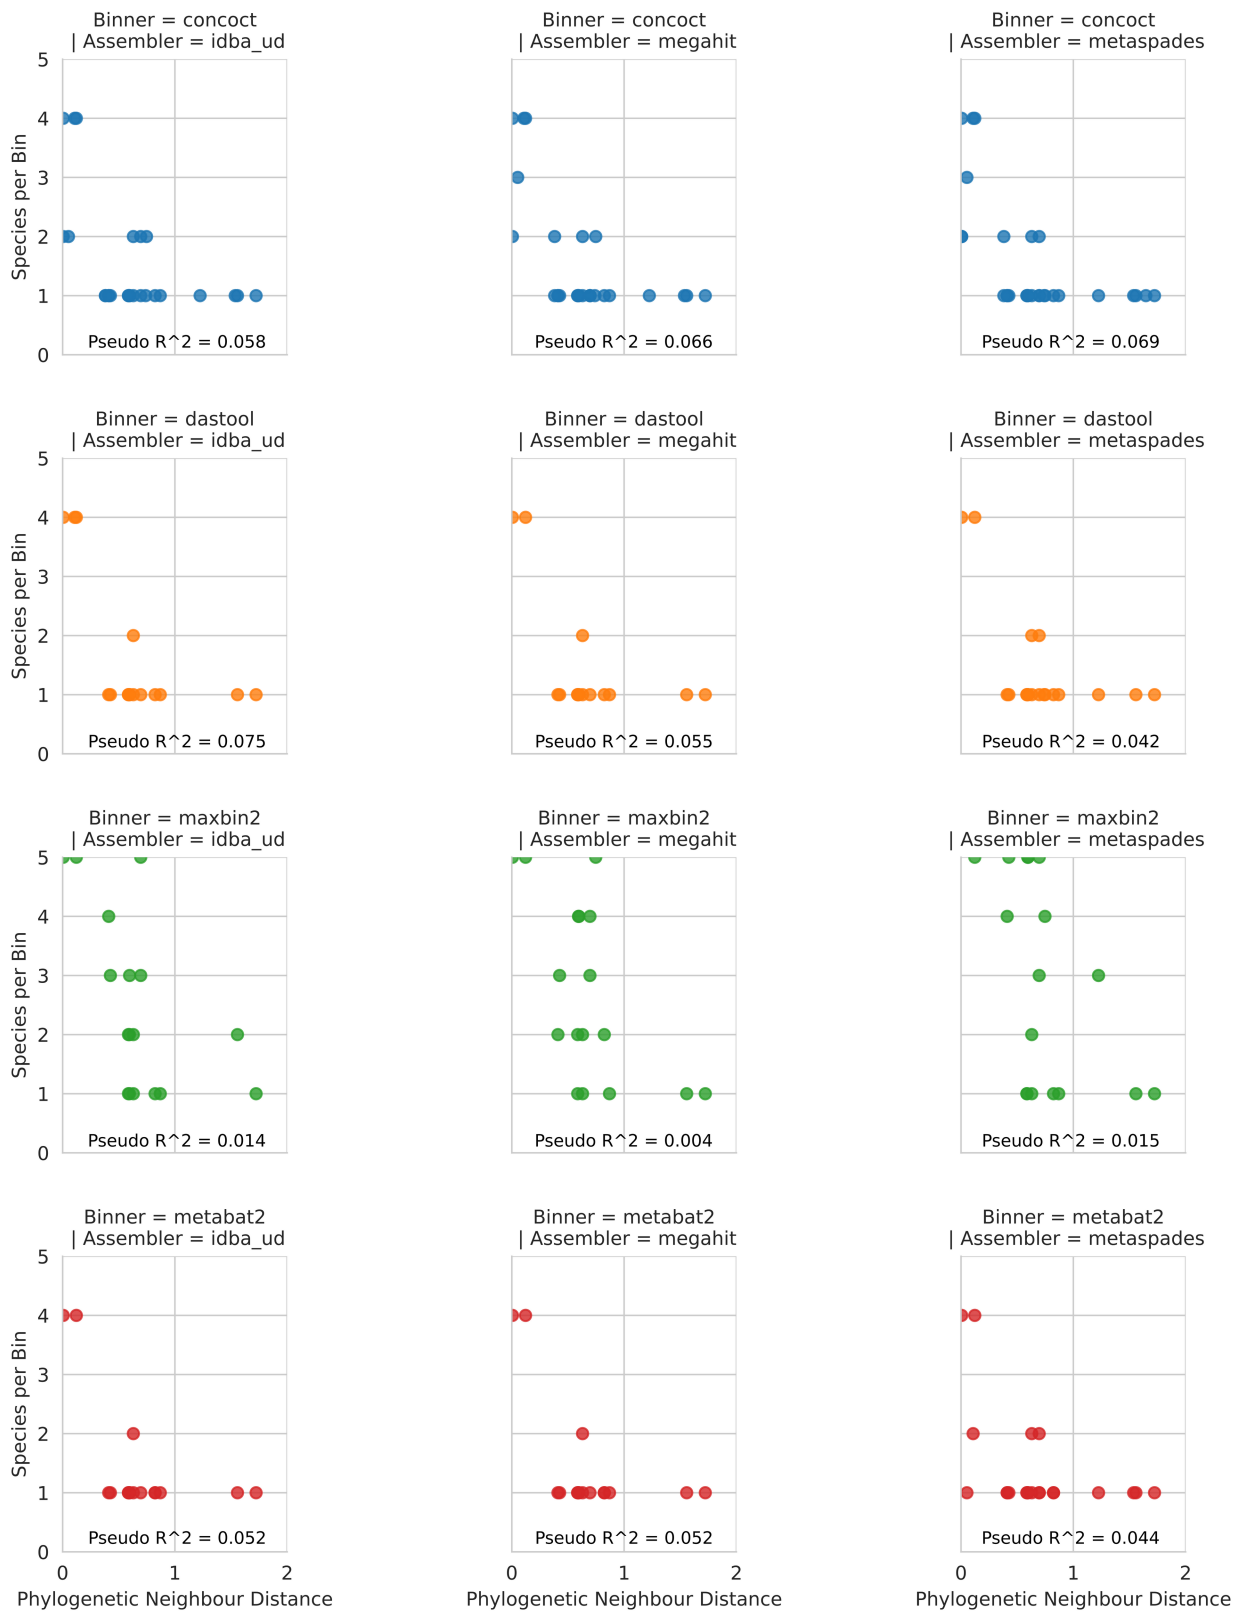 Binner = concoct
| Assembler = idba_ud
Binner = concoct
| Assembler = megahit
Binner = concoct
| Assembler = metaspades
5
4
3
2
1
0
Species per Bin
Pseudo R^2 = 0.058
Pseudo R^2 = 0.066
Pseudo R^2 = 0.069
Binner = dastool
| Assembler = idba_ud
Binner = dastool
| Assembler = megahit
Binner = dastool
| Assembler = metaspades
5
4
3
2
1
0
Species per Bin
Pseudo R^2 = 0.075
Pseudo R^2 = 0.055
Pseudo R^2 = 0.042
Binner = maxbin2
| Assembler = idba_ud
Binner = maxbin2
| Assembler = megahit
Binner = maxbin2
| Assembler = metaspades
5
4
3
2
1
0
Species per Bin
Pseudo R^2 = 0.014
Pseudo R^2 = 0.004
Pseudo R^2 = 0.015
Binner = metabat2
| Assembler = idba_ud
Binner = metabat2
| Assembler = megahit
Binner = metabat2
| Assembler = metaspades
5
4
3
2
1
0
Species per Bin
Pseudo R^2 = 0.052
Pseudo R^2 = 0.052
Pseudo R^2 = 0.044
0 1 2
0 1 2
0 1 2
Phylogenetic Neighbour Distance
Phylogenetic Neighbour Distance
Phylogenetic Neighbour Distance